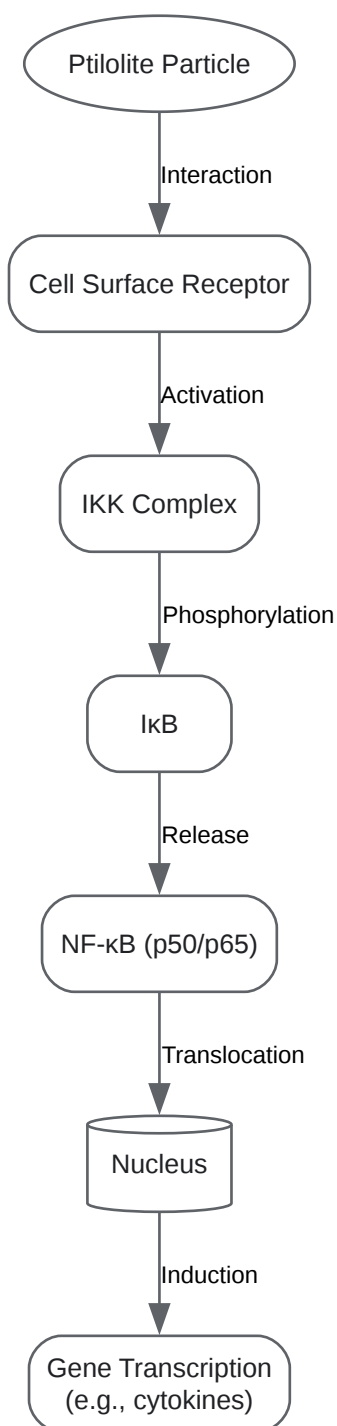 Ptilolite Particle
Interaction
Cell Surface Receptor
Activation
IKK Complex
Phosphorylation
IκB
Release
NF-κB (p50/p65)
Translocation
Nucleus
Induction
Gene Transcription
(e.g., cytokines)